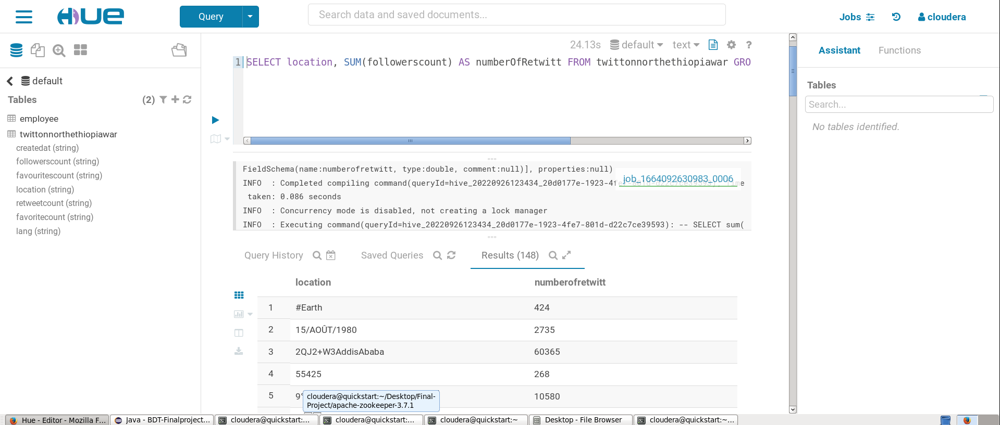 HUE
Query
Search data and saved documents...
Jobs
cloudera
Assistant
Functions
24.13s
default
text
?
default
Tables
(2)
employee
twittonnorthethiopiawar
createdat (string)
followerscount (string)
favouritescount (string)
location (string)
retweetcount (string)
favoritecount (string)
lang (string)
1
SELECT location, SUM(followerscount) AS numberOfRetwitt FROM twittonnorthethiopiawar GRO
FieldSchema(name:numberofretwitt, type:double, comment:null)], properties:null)
job_1664092630983_0006
INFO  : Completed compiling command(queryId=hive_20220926123434_20d0177e-1923-4fe7-801d-d22c7ce39593); Time
taken: 0.086 seconds
INFO  : Concurrency mode is disabled, not creating a lock manager
INFO  : Executing command(queryId=hive_20220926123434_20d0177e-1923-4fe7-801d-d22c7ce39593): -- SELECT sum(
Query History
Saved Queries
Results (148)
location numberofretwitt
1 #Earth 424
2 15/AOÛT/1980 2735
3 2QJ2+W3AddisAbaba 60365
4 55425 268
5 9° 10580
cloudera@quickstart:~/Desktop/Final-
Project/apache-zookeeper-3.7.1
Tables
Search...
No tables identified.
Hue - Editor - Mozilla F...
Java - BDT-Finalproject...
cloudera@quickstart:...
cloudera@quickstart:...
cloudera@quickstart:~
Desktop - File Browser
cloudera@quickstart:~...